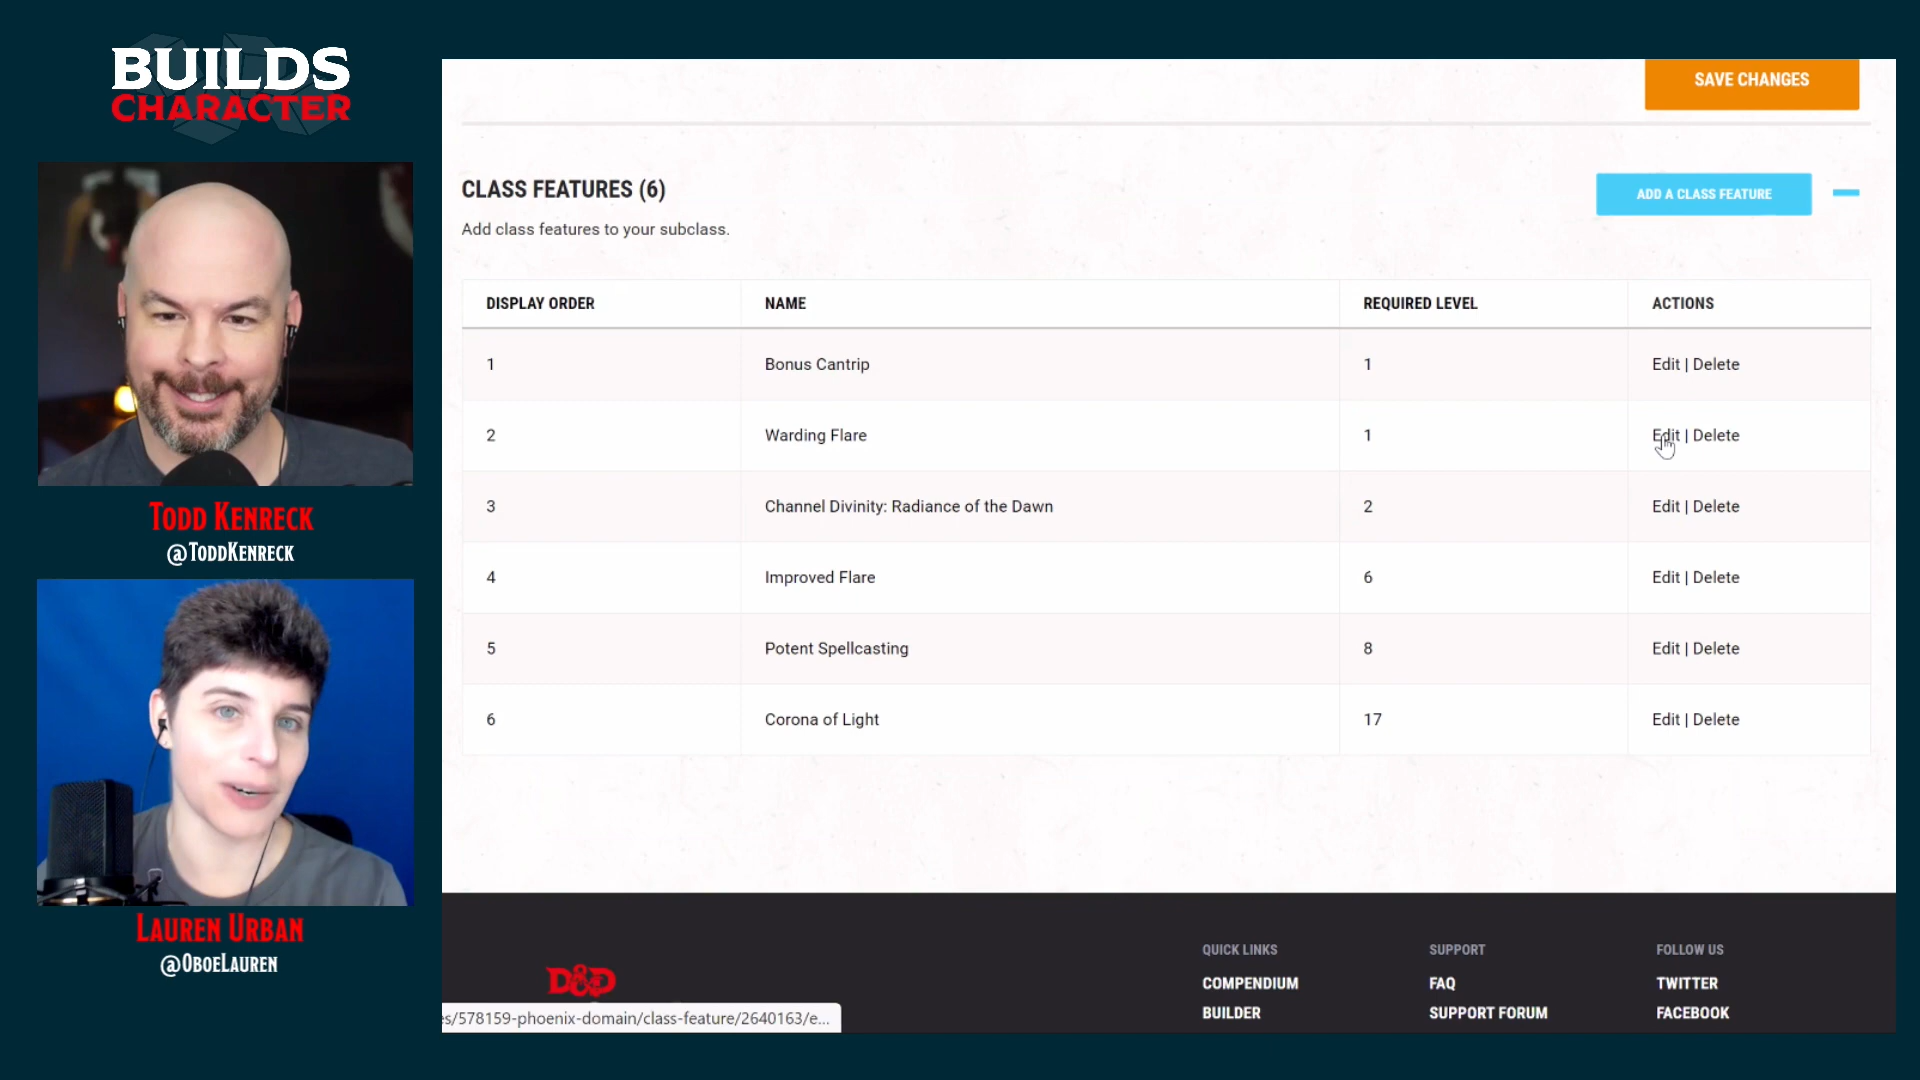 BUILDS
CHARACTER
TODD KENRECK
@TODDKENRECK
LAUREN URBAN
@OBOELAUREN
SAVE CHANGES
CLASS FEATURES (6)
ADD A CLASS FEATURE
Add class features to your subclass.
DISPLAY ORDER NAME REQUIRED LEVEL ACTIONS
1 Bonus Cantrip 1 Edit | Delete
2 Warding Flare 1 Edit | Delete
3 Channel Divinity: Radiance of the Dawn 2 Edit | Delete
4 Improved Flare 6 Edit | Delete
5 Potent Spellcasting 8 Edit | Delete
6 Corona of Light 17 Edit | Delete
QUICK LINKS SUPPORT FOLLOW US
D&D
COMPENDIUM FAQ TWITTER
BUILDER SUPPORT FORUM FACEBOOK
es/578159-phoenix-domain/class-feature/2640163/e...